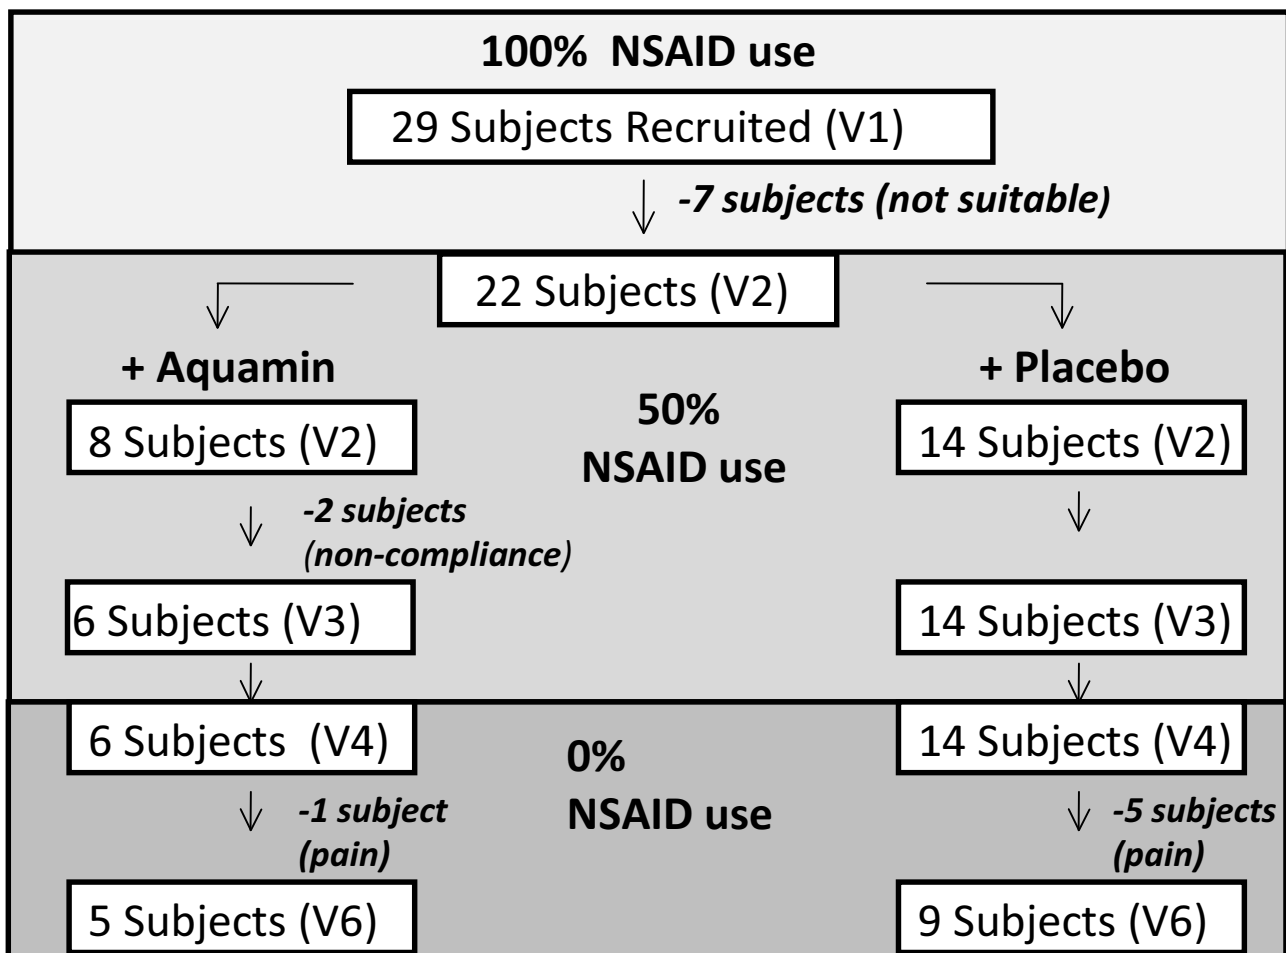 100% NSAID use
29 Subjects Recruited (V1)
-7 subjects (not suitable)
22 Subjects (V2)
+ Aquamin
+ Placebo
50%
NSAID use
8 Subjects (V2)
14 Subjects (V2)
-2 subjects
(non-compliance)
6 Subjects (V3)
14 Subjects (V3)
6 Subjects (V4)
14 Subjects (V4)
0%
NSAID use
-1 subject
(pain)
-5 subjects
(pain)
5 Subjects (V6)
9 Subjects (V6)